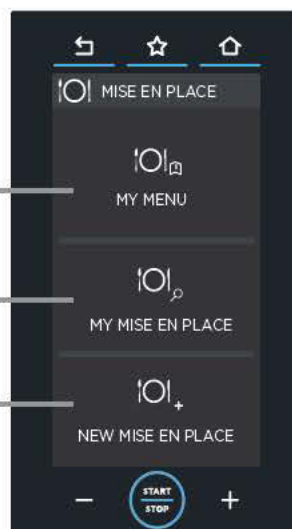 MISE EN PLACE
MY MENU
MY MISE EN PLACE
NEW MISE EN PLACE
START
STOP